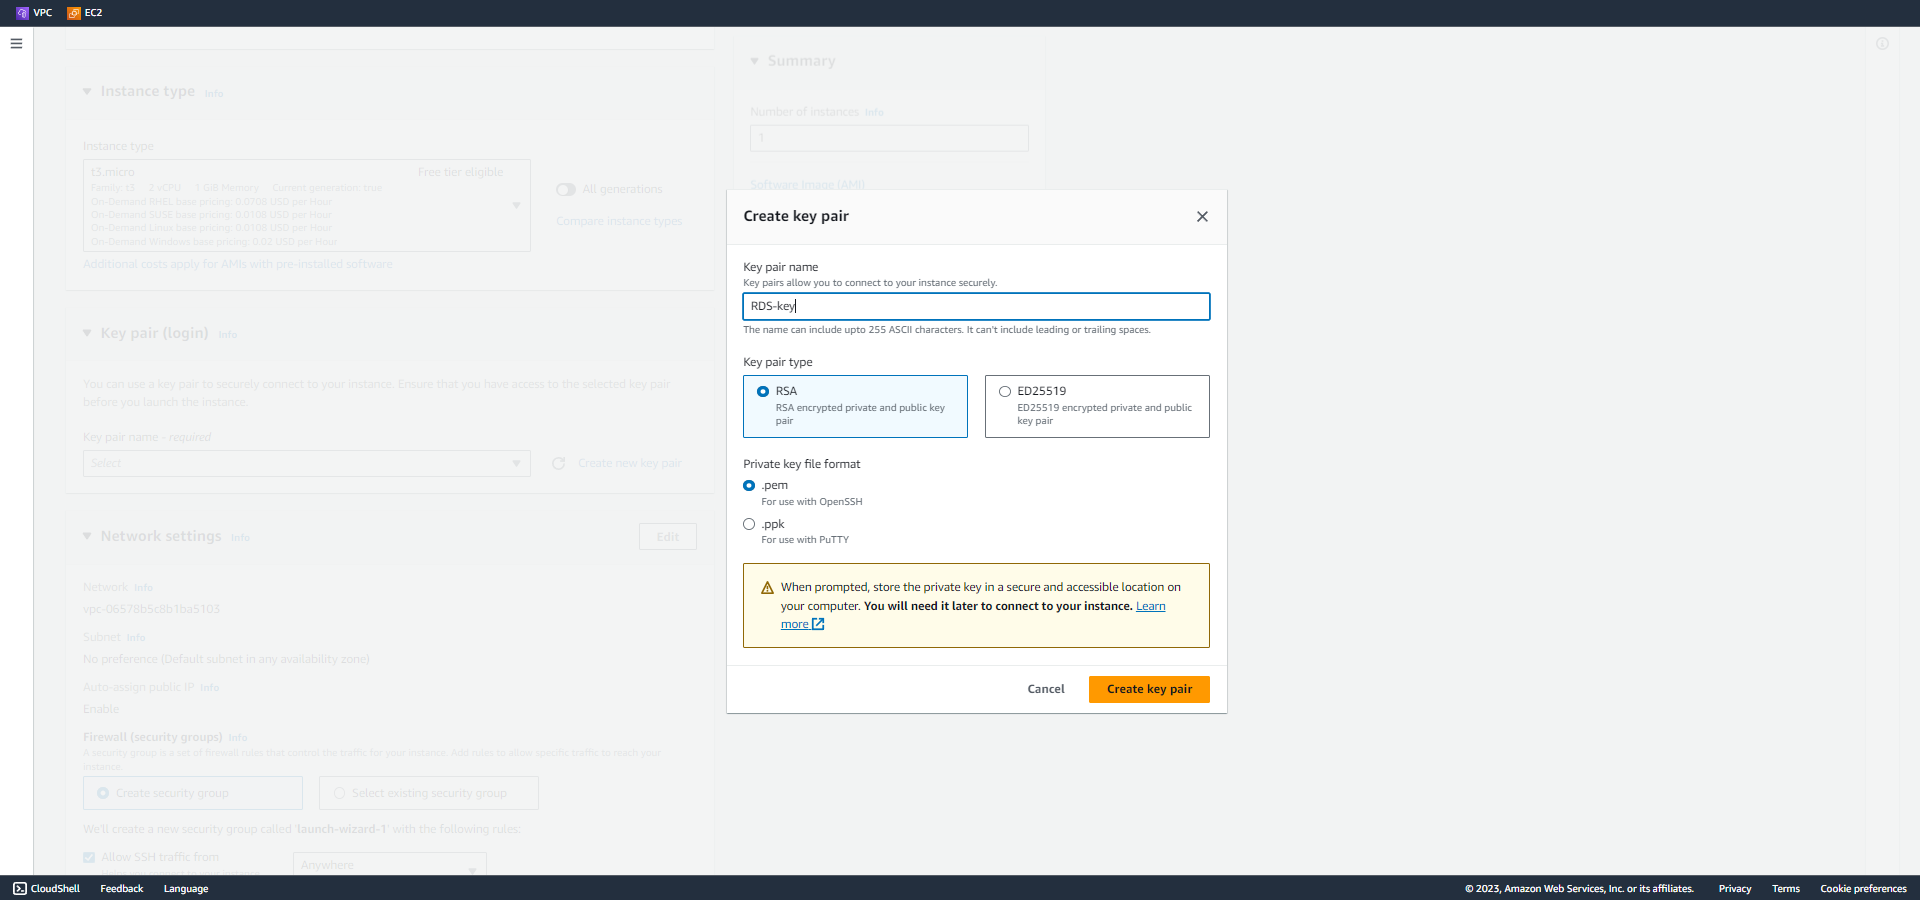 VPC EC2
Summary
Instance type Info
Number of instances Info
1
Instance type
t3.micro Free tier eligible
Family: t3 2 vCPU 1 GiB Memory Current generation: true
On-Demand RHEL base pricing: 0.0708 USD per Hour
On-Demand SUSE base pricing: 0.0108 USD per Hour
On-Demand Linux base pricing: 0.0108 USD per Hour
On-Demand Windows base pricing: 0.02 USD per Hour
All generations
Compare instance types
Additional costs apply for AMIs with pre-installed software
Software Image (AMI)
Key pair (login) Info
You can use a key pair to securely connect to your instance. Ensure that you have access to the selected key pair
before you launch the instance.
Key pair name - required
Select
Create new key pair
Network settings Info
Edit
Network Info
vpc-06578b5c8b1ba5103
Subnet Info
No preference (Default subnet in any availability zone)
Auto-assign public IP Info
Enable
Firewall (security groups) Info
A security group is a set of firewall rules that control the traffic for your instance. Add rules to allow specific traffic to reach your
instance.
Create security group
Select existing security group
We'll create a new security group called 'launch-wizard-1' with the following rules:
Allow SSH traffic from
Anywhere
Create key pair
Key pair name
Key pairs allow you to connect to your instance securely.
RDS-key
The name can include upto 255 ASCII characters. It can't include leading or trailing spaces.
Key pair type
RSA
RSA encrypted private and public key
pair
ED25519
ED25519 encrypted private and public
key pair
Private key file format
.pem
For use with OpenSSH
.ppk
For use with PuTTY
When prompted, store the private key in a secure and accessible location on
your computer. You will need it later to connect to your instance. Learn
more
Cancel
Create key pair
CloudShell Feedback Language
© 2023, Amazon Web Services, Inc. or its affiliates. Privacy Terms Cookie preferences